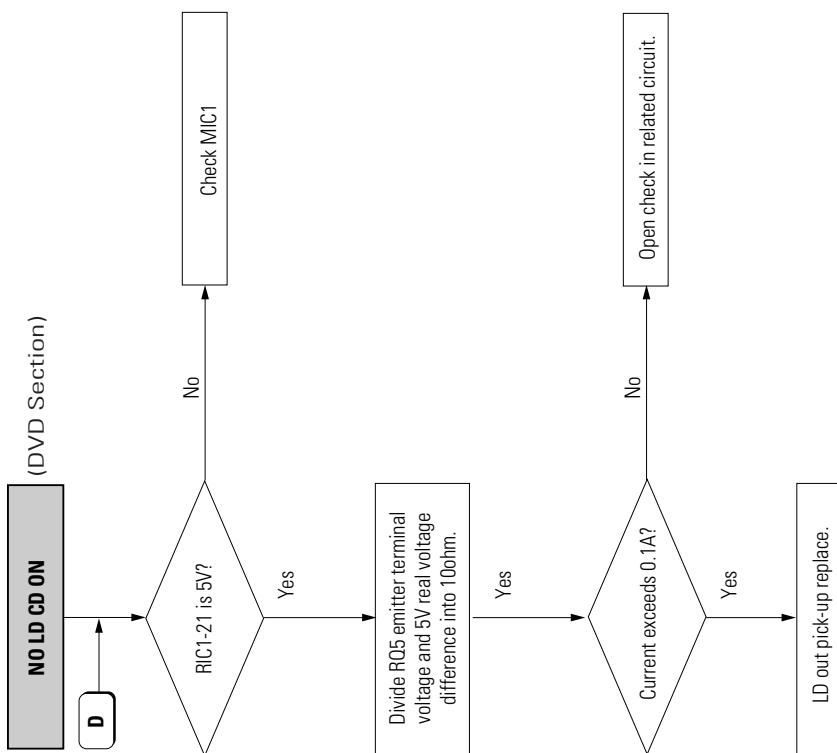 NO LD CD ON
(DVD Section)
D
RIC1-21 is 5V?
No
Check MIC1
Yes
Divide RQ5 emitter terminal
voltage and 5V real voltage
difference into 10ohm.
Yes
Current exceeds 0.1A?
No
Open check in related circuit.
Yes
LD out pick-up replace.